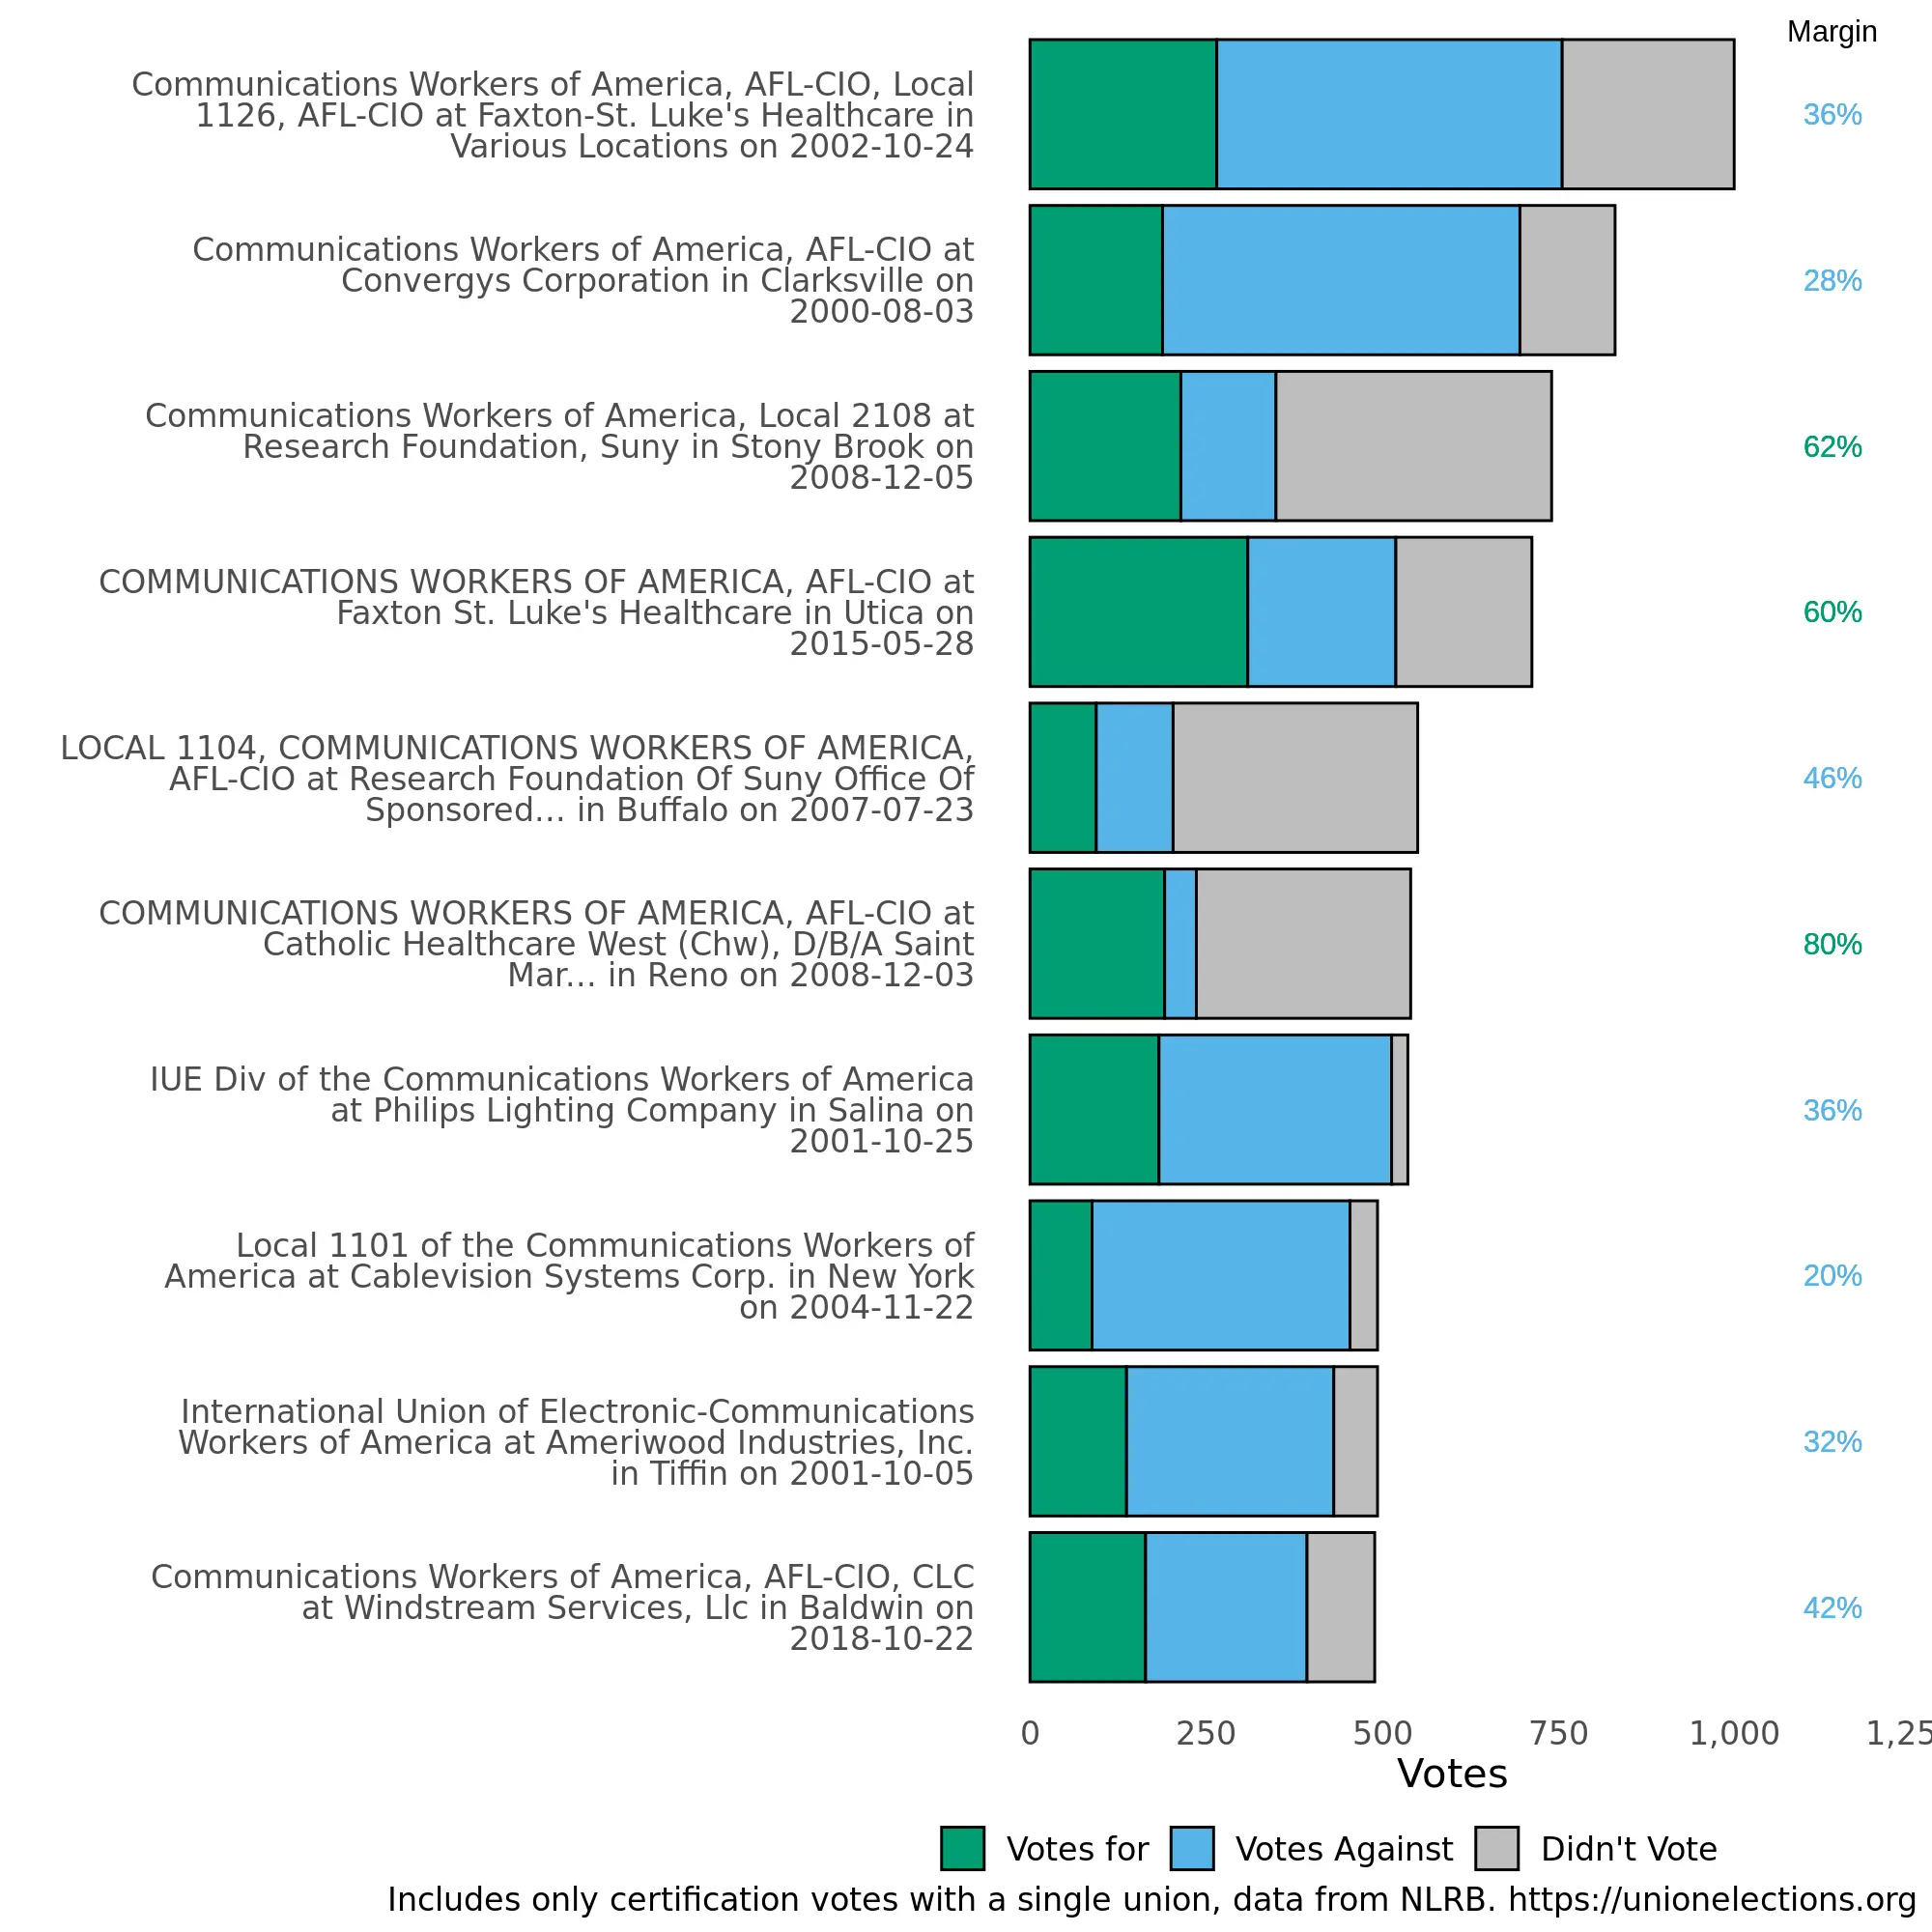 Margin
Communications Workers of America, AFL-CIO, Local
1126, AFL-CIO at Faxton-St. Luke's Healthcare in
Various Locations on 2002-10-24
36%
Communications Workers of America, AFL-CIO at
Convergys Corporation in Clarksville on
2000-08-03
28%
Communications Workers of America, Local 2108 at
Research Foundation, Suny in Stony Brook on
2008-12-05
62%
COMMUNICATIONS WORKERS OF AMERICA, AFL-CIO at
Faxton St. Luke's Healthcare in Utica on
2015-05-28
60%
LOCAL 1104, COMMUNICATIONS WORKERS OF AMERICA,
AFL-CIO at Research Foundation Of Suny Office Of
Sponsored... in Buffalo on 2007-07-23
46%
COMMUNICATIONS WORKERS OF AMERICA, AFL-CIO at
Catholic Healthcare West (Chw), D/B/A Saint
Mar... in Reno on 2008-12-03
80%
IUE Div of the Communications Workers of America
at Philips Lighting Company in Salina on
2001-10-25
36%
Local 1101 of the Communications Workers of
America at Cablevision Systems Corp. in New York
on 2004-11-22
20%
International Union of Electronic-Communications
Workers of America at Ameriwood Industries, Inc.
in Tiffin on 2001-10-05
32%
Communications Workers of America, AFL-CIO, CLC
at Windstream Services, Llc in Baldwin on
2018-10-22
42%
0 250 500 750 1,000 1,25
Votes
Votes for Votes Against Didn't Vote
Includes only certification votes with a single union, data from NLRB. https://unionelections.org